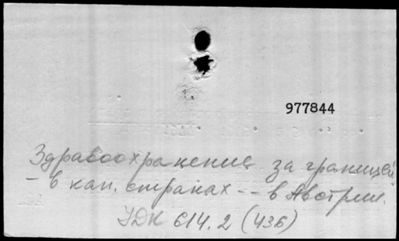 977844
Здравоохранение за границей
- в кап. странах -- в Австрии.
УДК 614.2 (436)